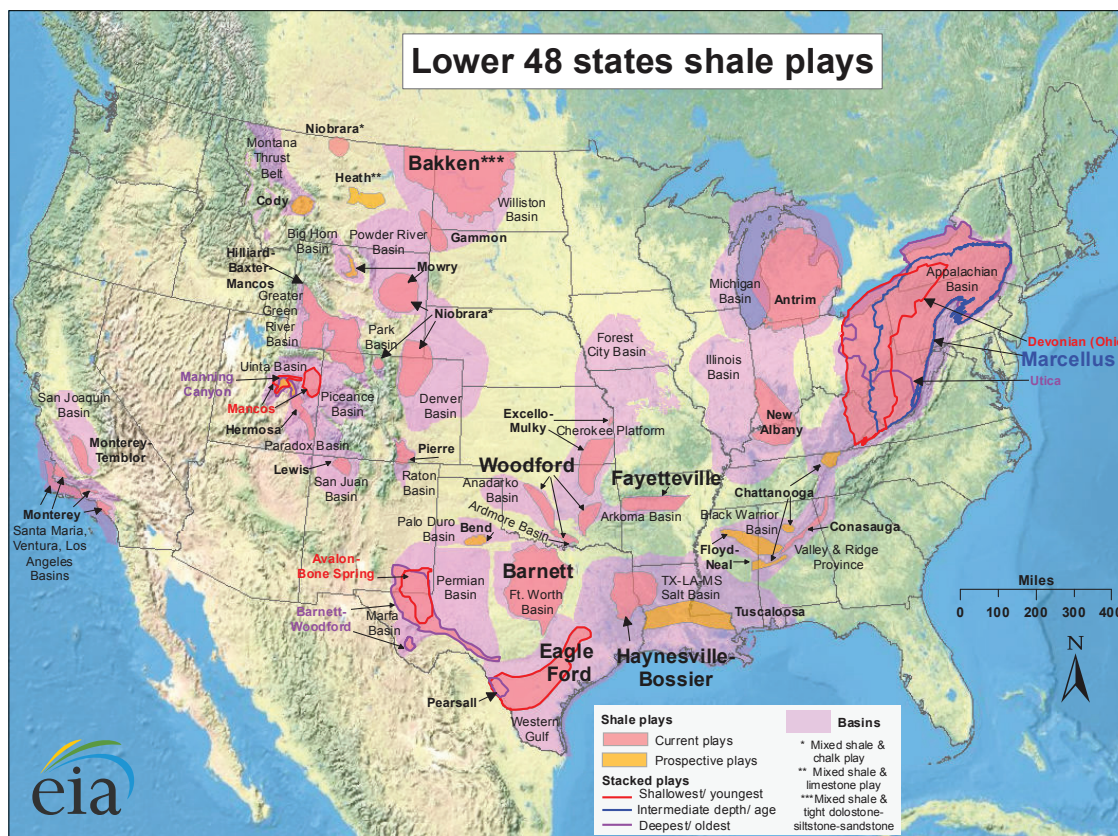 Lower 48 states shale plays
Niobrara*
Montana
Thrust
Belt
Bakken***
Heath**
Cody
Williston
Basin
Big Horn
Basin
Powder River
Basin
Gammon
Hilliard-
Baxter-
Mancos
Mowry
Greater
Green
River
Basin
Niobrara*
Park
Basin
Michigan
Basin
Antrim
Appalachian
Basin
Devonian (Ohio
Marcellus
Utica
Forest
City Basin
Illinois
Basin
Uinta Basin
Manning
Canyon
Mancos
Piceance
Basin
Denver
Basin
Hermosa
San Joaquin
Basin
Monterey-
Temblor
Paradox Basin
Lewis
San Juan
Basin
Pierre
Raton
Basin
Excello-
Mulky
Cherokee Platform
New
Albany
Woodford
Anadarko
Basin
Fayetteville
Arkoma Basin
Ardmore Basin
Chattanooga
Black Warrior
Basin
Conasauga
Floyd-
Neal
Valley & Ridge
Province
Monterey
Santa Maria,
Ventura, Los
Angeles
Basins
Palo Duro
Basin
Bend
Avalon-
Bone Spring
Permian
Basin
Barnett
Ft. Worth
Basin
TX-LA-MS
Salt Basin
Tuscaloosa
Barnett-
Woodford
Marfa
Basin
Eagle
Ford
Haynesville-
Bossier
Pearsall
Western
Gulf
Miles
0 100 200 300 400
N
Shale plays
Current plays
Prospective plays
Stacked plays
Shallowest/ youngest
Intermediate depth/ age
Deepest/ oldest
Basins
* Mixed shale &
chalk play
** Mixed shale &
limestone play
***Mixed shale &
tight dolostone-
siltstone-sandstone
eia